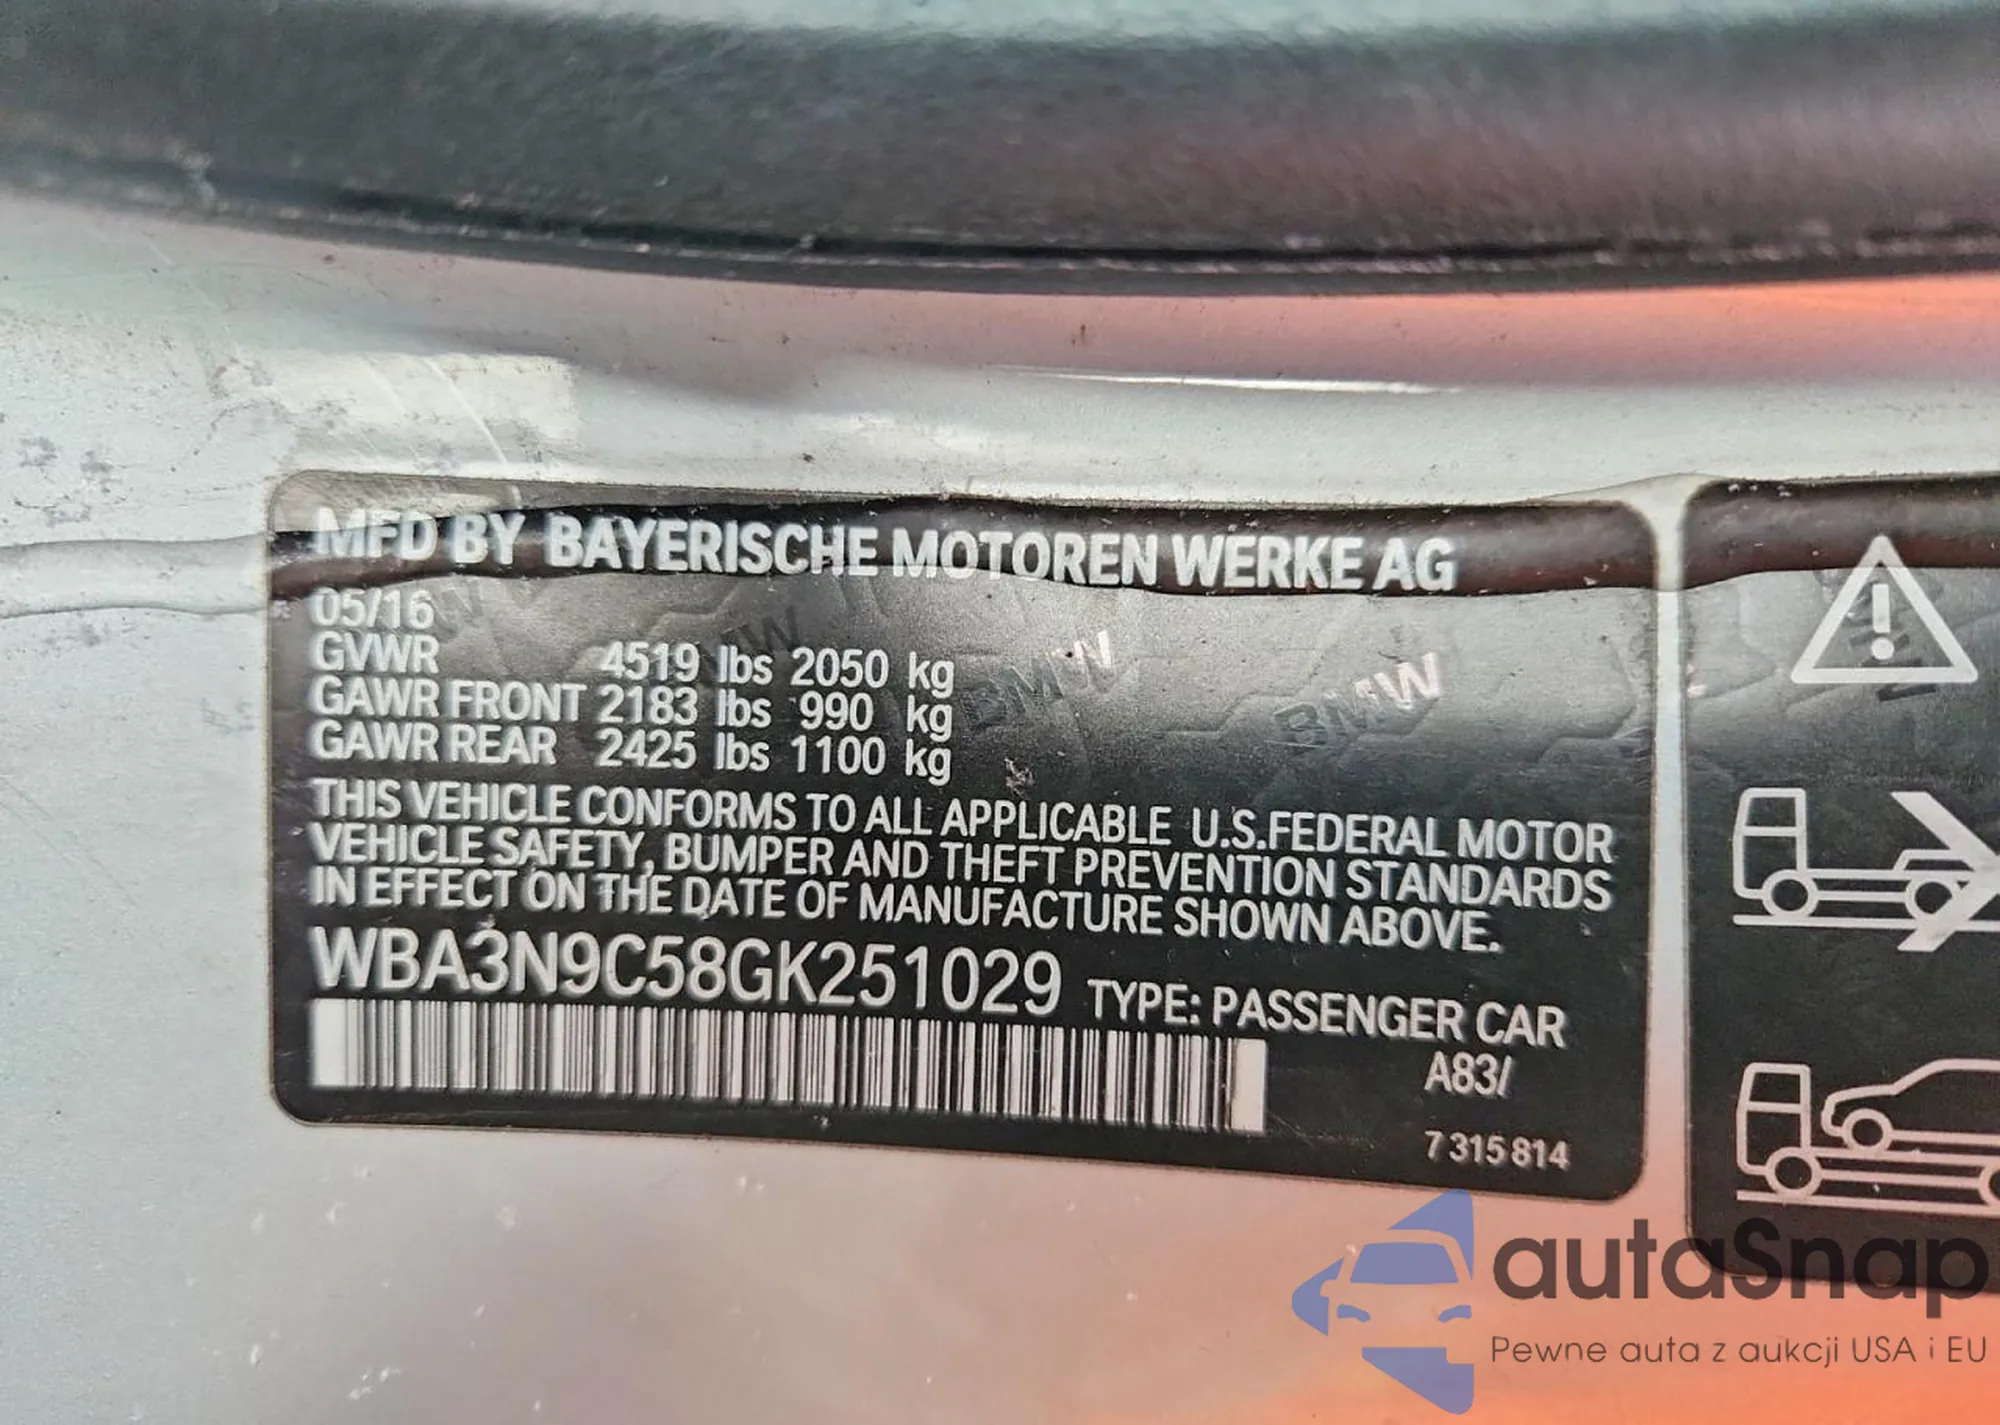 MFD BY BAYERISCHE MOTOREN WERKE AG
05/16
GVWR 4519 lbs 2050 kg
GAWR FRONT 2183 lbs 990 kg
GAWR REAR 2425 lbs 1100 kg
THIS VEHICLE CONFORMS TO ALL APPLICABLE U.S.FEDERAL MOTOR
VEHICLE SAFETY, BUMPER AND THEFT PREVENTION STANDARDS
IN EFFECT ON THE DATE OF MANUFACTURE SHOWN ABOVE.
WBA3N9C58GK251029 TYPE: PASSENGER CAR
A83/
7 315 814
BMW
BMW
BMW
autaSnap
Pewne auta z aukcji USA i EU